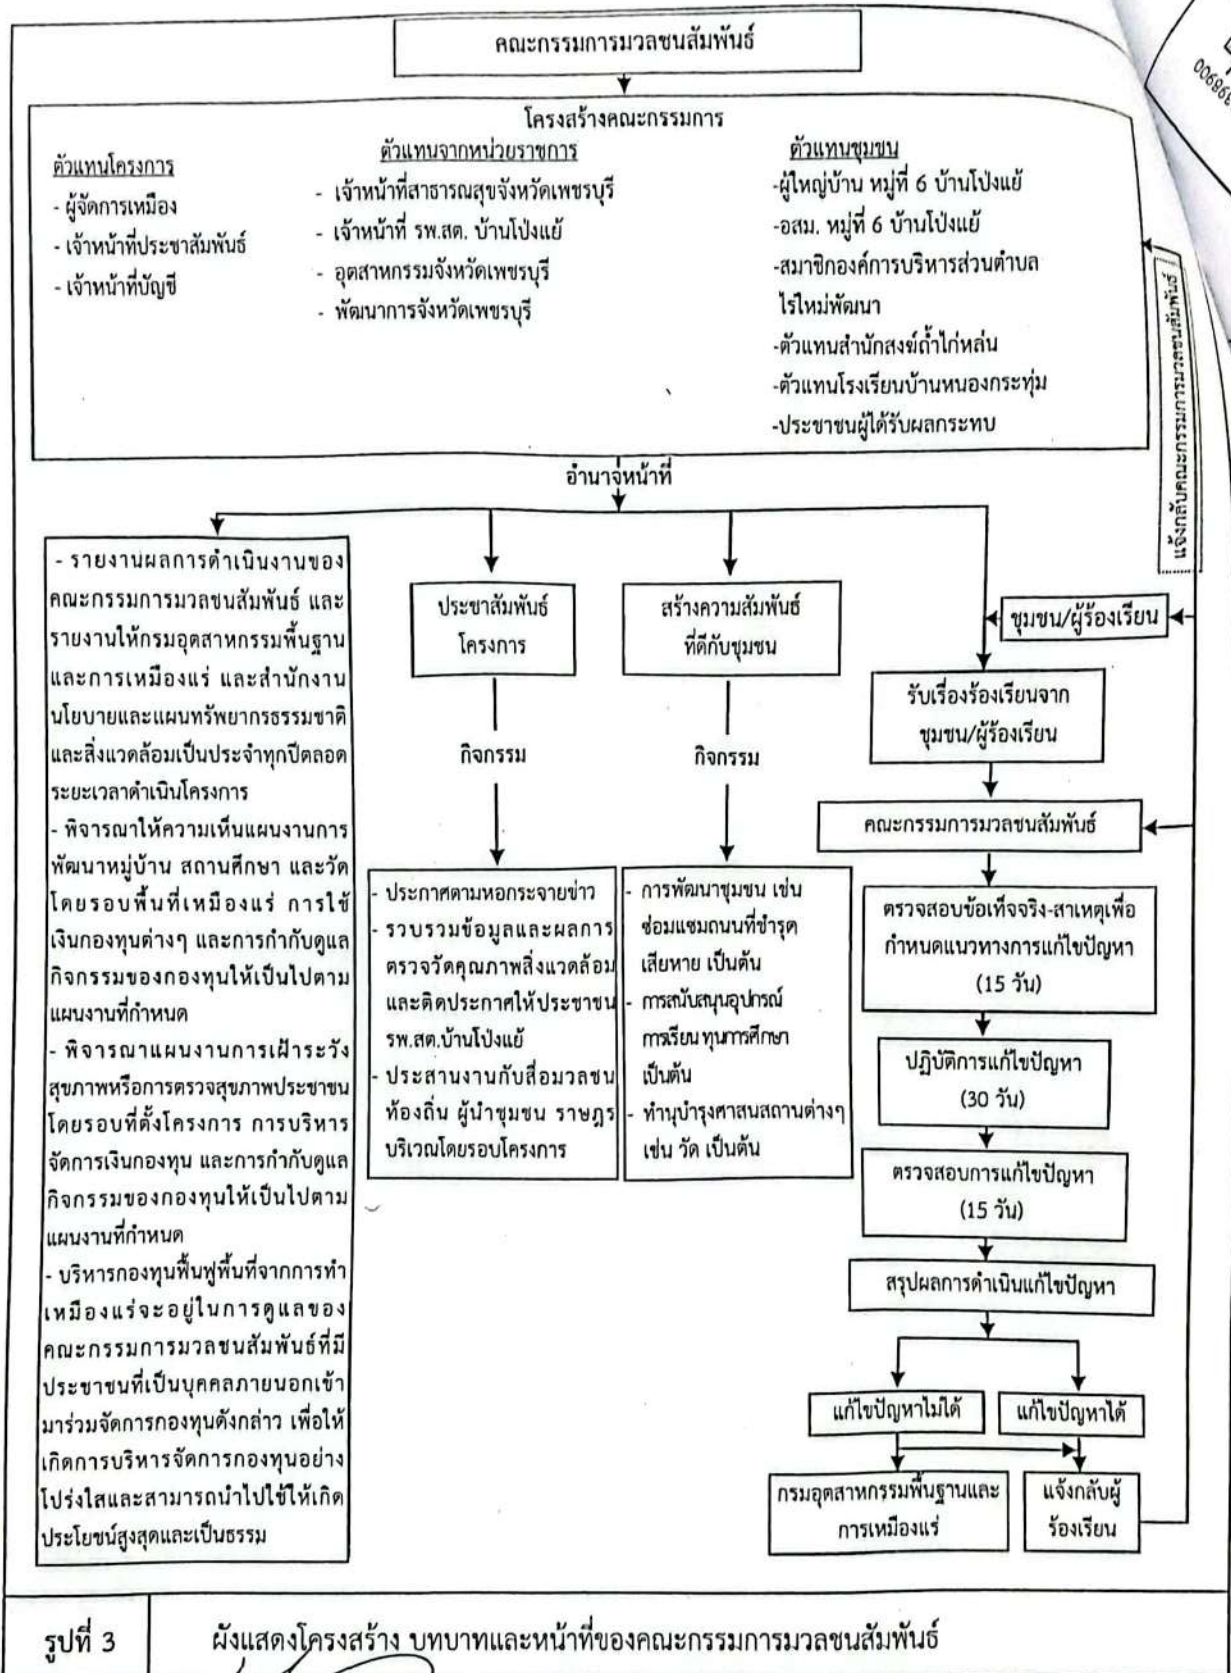 คณะกรรมการมวลชนสัมพันธ์
โครงสร้างคณะกรรมการ
ตัวแทนโครงการ
- ผู้จัดการเหมือง
- เจ้าหน้าที่ประชาสัมพันธ์
- เจ้าหน้าที่บัญชี
ตัวแทนจากหน่วยราชการ
- เจ้าหน้าที่สาธารณสุขจังหวัดเพชรบุรี
- เจ้าหน้าที่ รพ.สต. บ้านโป่งแย้
- อุตสาหกรรมจังหวัดเพชรบุรี
- พัฒนาการจังหวัดเพชรบุรี
ตัวแทนชุมชน
-ผู้ใหญ่บ้าน หมู่ที่ 6 บ้านโป่งแย้
-อสม. หมู่ที่ 6 บ้านโป่งแย้
-สมาชิกองค์การบริหารส่วนตำบล
ไร่ใหม่พัฒนา
-ตัวแทนสำนักสงฆ์ถ้ำไก่หล่น
-ตัวแทนโรงเรียนบ้านหนองกระทุ่ม
-ประชาชนผู้ได้รับผลกระทบ
แจ้งกลับคณะกรรมการมวลชนสัมพันธ์
อำนาจหน้าที่
- รายงานผลการดำเนินงานของ
คณะกรรมการมวลชนสัมพันธ์ และ
รายงานให้กรมอุตสาหกรรมพื้นฐาน
และการเหมืองแร่ และสำนักงาน
นโยบายและแผนทรัพยากรธรรมชาติ
และสิ่งแวดล้อมเป็นประจำทุกปีตลอด
ระยะเวลาดำเนินโครงการ
- พิจารณาให้ความเห็นแผนงานการ
พัฒนาหมู่บ้าน สถานศึกษา และวัด
โดยรอบพื้นที่เหมืองแร่ การใช้
เงินกองทุนต่างๆ และการกำกับดูแล
กิจกรรมของกองทุนให้เป็นไปตาม
แผนงานที่กำหนด
- พิจารณาแผนงานการเฝ้าระวัง
สุขภาพหรือการตรวจสุขภาพประชาชน
โดยรอบที่ตั้งโครงการ การบริหาร
จัดการเงินกองทุน และการกำกับดูแล
กิจกรรมของกองทุนให้เป็นไปตาม
แผนงานที่กำหนด
- บริหารกองทุนฟื้นฟูพื้นที่จากการทำ
เหมืองแร่จะอยู่ในการดูแลของ
คณะกรรมการมวลชนสัมพันธ์ที่มี
ประชาชนที่เป็นบุคคลภายนอกเข้า
มาร่วมจัดการกองทุนดังกล่าว เพื่อให้
เกิดการบริหารจัดการกองทุนอย่าง
โปร่งใสและสามารถนำไปใช้ให้เกิด
ประโยชน์สูงสุดและเป็นธรรม
ประชาสัมพันธ์
โครงการ
กิจกรรม
- ประกาศตามหอกระจายข่าว
- รวบรวมข้อมูลและผลการ
ตรวจวัดคุณภาพสิ่งแวดล้อม
และติดประกาศให้ประชาชน
รพ.สต.บ้านโป่งแย้
- ประสานงานกับสื่อมวลชน
ท้องถิ่น ผู้นำชุมชน ราษฎร
บริเวณโดยรอบโครงการ
สร้างความสัมพันธ์
ที่ดีกับชุมชน
กิจกรรม
- การพัฒนาชุมชน เช่น
ซ่อมแซมถนนที่ชำรุด
เสียหาย เป็นต้น
- การสนับสนุนอุปกรณ์
การเรียน ทุนการศึกษา
เป็นต้น
- ทำนุบำรุงศาสนสถานต่างๆ
เช่น วัด เป็นต้น
ชุมชน/ผู้ร้องเรียน
รับเรื่องร้องเรียนจาก
ชุมชน/ผู้ร้องเรียน
คณะกรรมการมวลชนสัมพันธ์
ตรวจสอบข้อเท็จจริง-สาเหตุเพื่อ
กำหนดแนวทางการแก้ไขปัญหา
(15 วัน)
ปฏิบัติการแก้ไขปัญหา
(30 วัน)
ตรวจสอบการแก้ไขปัญหา
(15 วัน)
สรุปผลการดำเนินแก้ไขปัญหา
แก้ไขปัญหาไม่ได้
แก้ไขปัญหาได้
กรมอุตสาหกรรมพื้นฐานและ
การเหมืองแร่
แจ้งกลับผู้
ร้องเรียน
รูปที่ 3
ผังแสดงโครงสร้าง บทบาทและหน้าที่ของคณะกรรมการมวลชนสัมพันธ์